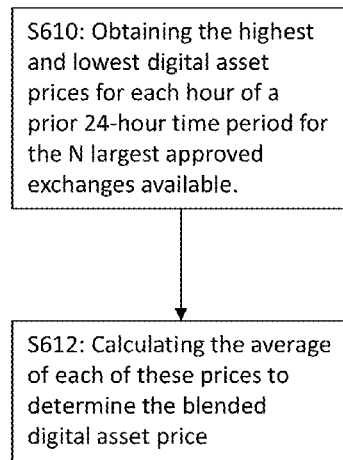 S610: Obtaining the highest
and lowest digital asset
prices for each hour of a
prior 24-hour time period for
the N largest approved
exchanges available.
S612: Calculating the average
of each of these prices to
determine the blended
digital asset price